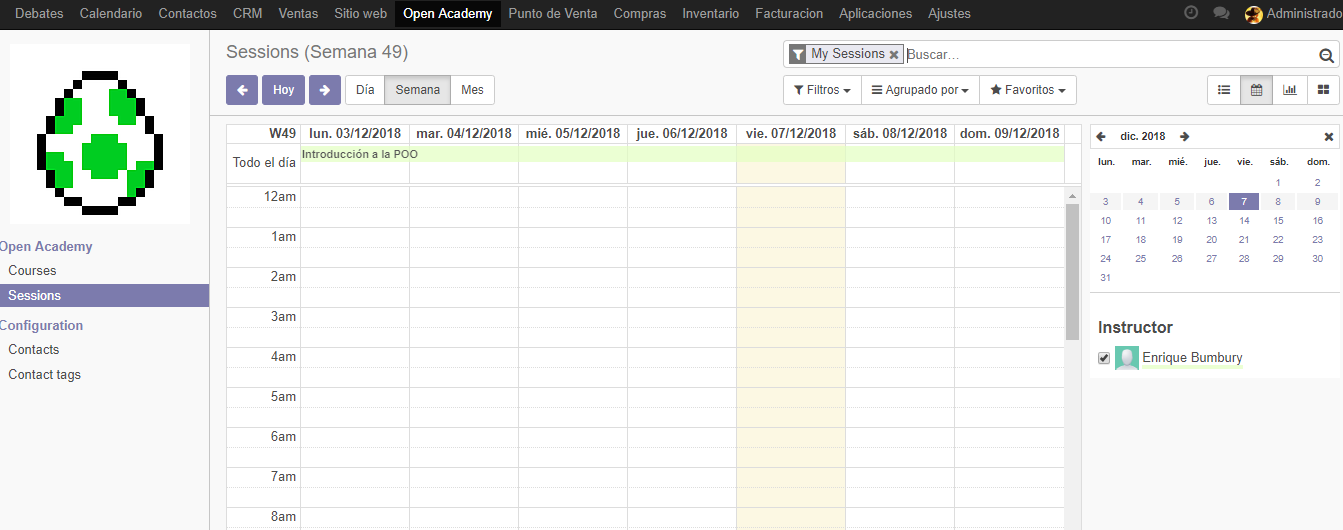 Debates Calendario Contactos CRM Ventas Sitio web Open Academy Punto de Venta Compras Inventario Facturacion Aplicaciones Ajustes Administrado
Sessions (Semana 49)
My Sessions Buscar...
Hoy Día Semana Mes
Filtros Agrupado por Favoritos
Open Academy
Courses
Sessions
Configuration
Contacts
Contact tags
W49 lun. 03/12/2018 mar. 04/12/2018 mié. 05/12/2018 jue. 06/12/2018 vie. 07/12/2018 sáb. 08/12/2018 dom. 09/12/2018
Todo el día Introducción a la POO
12am
1am
2am
3am
4am
5am
6am
7am
8am
dic. 2018
lun. mar. mié. jue. vie. sáb. dom.
1 2
3 4 5 6 7 8 9
10 11 12 13 14 15 16
17 18 19 20 21 22 23
24 25 26 27 28 29 30
31
Instructor
Enrique Bumbury